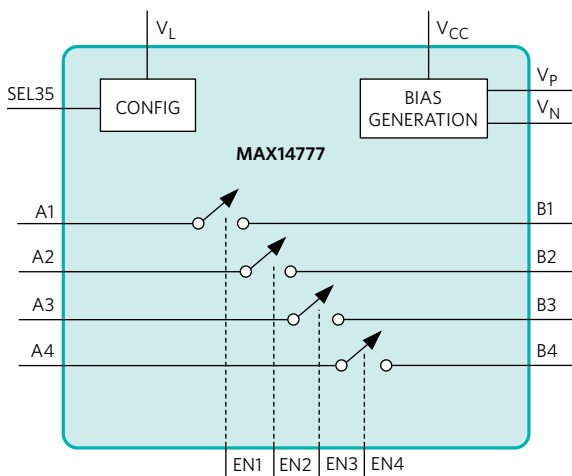 VL
VCC
SEL35
CONFIG
BIAS
GENERATION
VP
VN
MAX14777
A1
B1
A2
B2
A3
B3
A4
B4
EN1
EN2
EN3
EN4